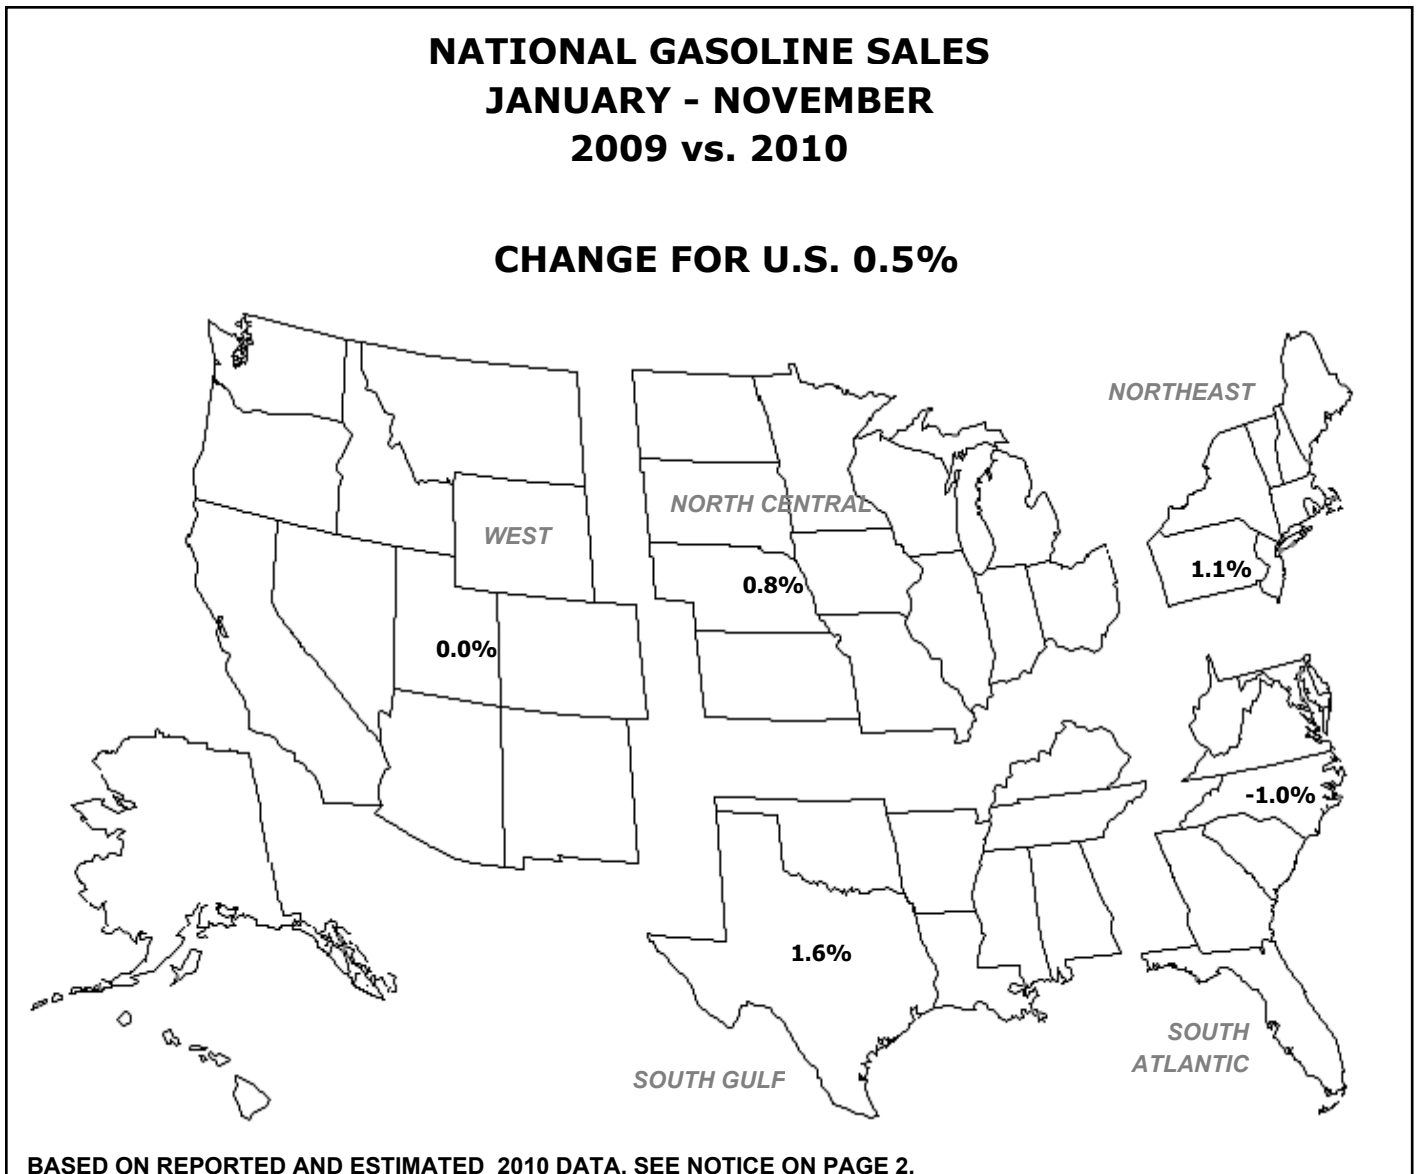 NATIONAL GASOLINE SALES
JANUARY - NOVEMBER
2009 vs. 2010
CHANGE FOR U.S. 0.5%
NORTHEAST
NORTH CENTRAL
WEST
1.1%
0.8%
0.0%
-1.0%
1.6%
SOUTH
ATLANTIC
SOUTH GULF
BASED ON REPORTED AND ESTIMATED  2010 DATA. SEE NOTICE ON PAGE 2.